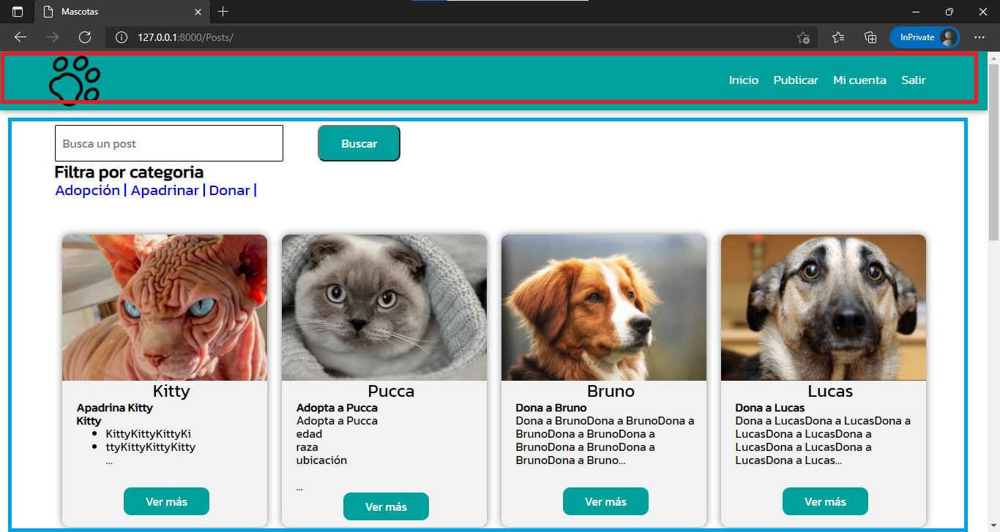 Mascotas
127.0.0.1:8000/Posts/
InPrivate
Inicio Publicar Mi cuenta Salir
Busca un post
Buscar
Filtra por categoria
Adopción | Apadrinar | Donar |
Kitty
Apadrina Kitty
Kitty
• KittyKittyKittyKi
• ttyKittyKittyKitty
...
Ver más
Pucca
Adopta a Pucca
Adopta a Pucca
edad
raza
ubicación
...
Ver más
Bruno
Dona a Bruno
Dona a BrunoDona a BrunoDona a
BrunoDona a BrunoDona a
BrunoDona a BrunoDona a
BrunoDona a Bruno...
Ver más
Lucas
Dona a Lucas
Dona a LucasDona a LucasDona a
LucasDona a LucasDona a
LucasDona a LucasDona a
LucasDona a Lucas...
Ver más